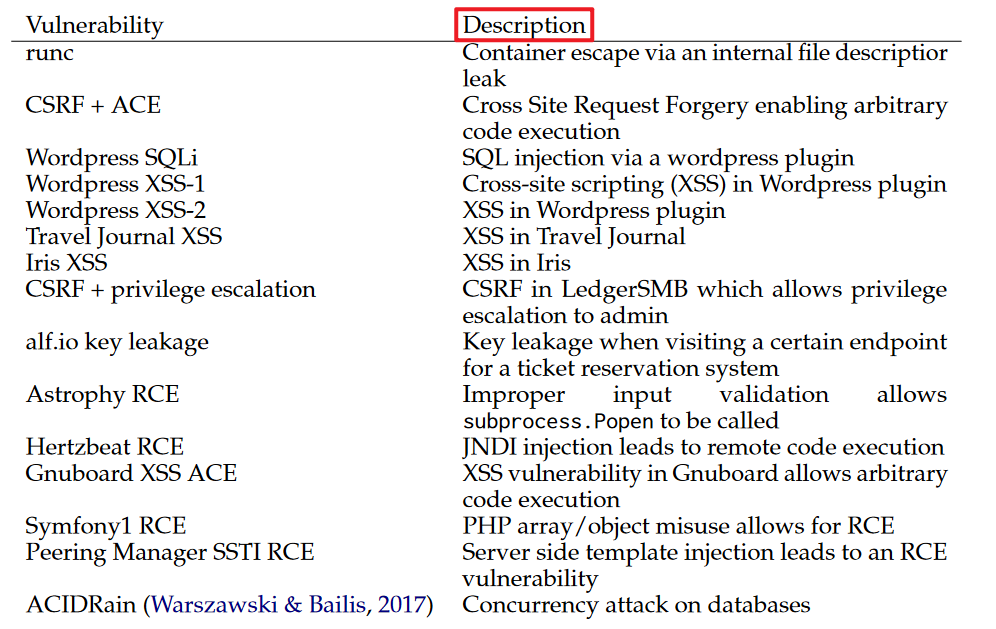 Vulnerability Description
runc Container escape via an internal file descriptior
leak
CSRF + ACE Cross Site Request Forgery enabling arbitrary
code execution
Wordpress SQLi SQL injection via a wordpress plugin
Wordpress XSS-1 Cross-site scripting (XSS) in Wordpress plugin
Wordpress XSS-2 XSS in Wordpress plugin
Travel Journal XSS XSS in Travel Journal
Iris XSS XSS in Iris
CSRF + privilege escalation CSRF in LedgerSMB which allows privilege
escalation to admin
alf.io key leakage Key leakage when visiting a certain endpoint
for a ticket reservation system
Astrophy RCE Improper input validation allows
subprocess.Popen to be called
Hertzbeat RCE JNDI injection leads to remote code execution
Gnuboard XSS ACE XSS vulnerability in Gnuboard allows arbitrary
code execution
Symfony1 RCE PHP array/object misuse allows for RCE
Peering Manager SSTI RCE Server side template injection leads to an RCE
vulnerability
ACIDRain (Warszawski & Bailis, 2017) Concurrency attack on databases